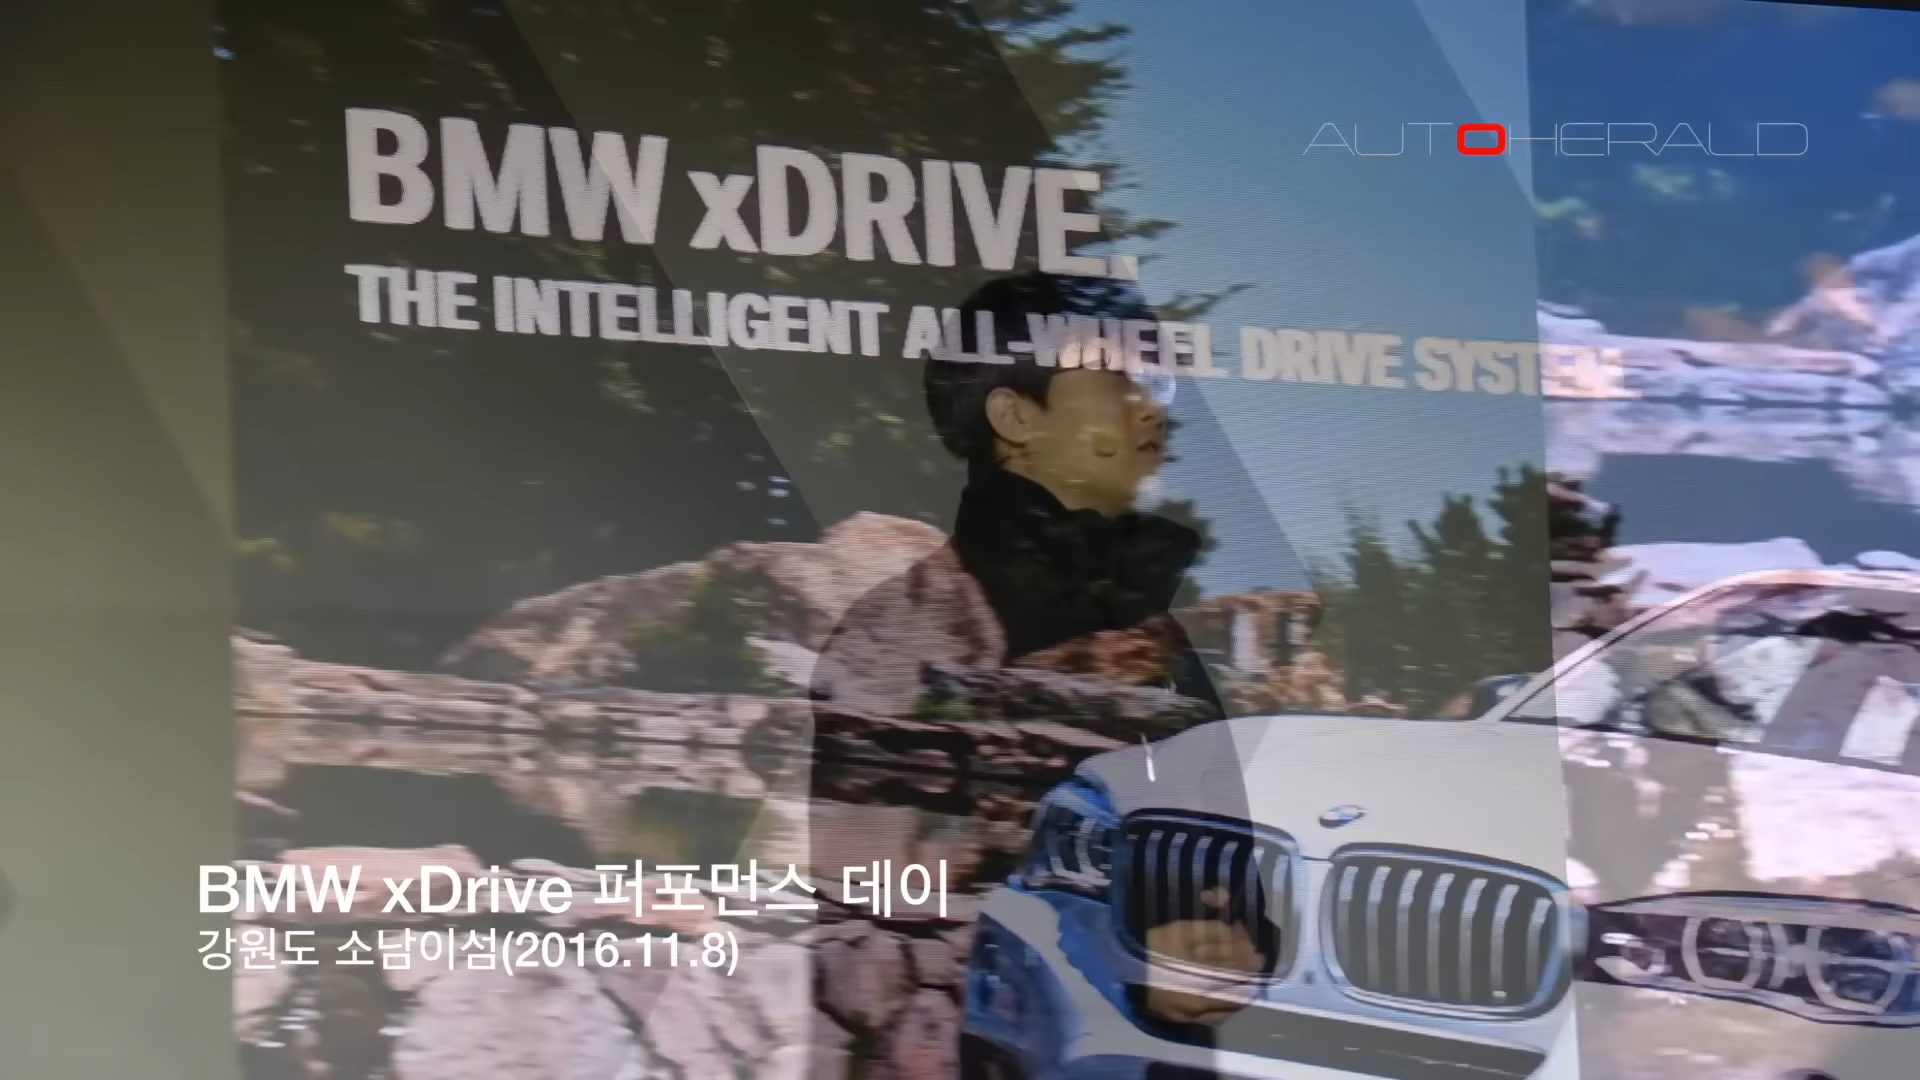 BMW xDRIVE.
THE INTELLIGENT ALL-WHEEL DRIVE SYSTEM.
AUTOHERALD
BMW xDrive 퍼포먼스 데이
강원도 소남이섬(2016.11.8)